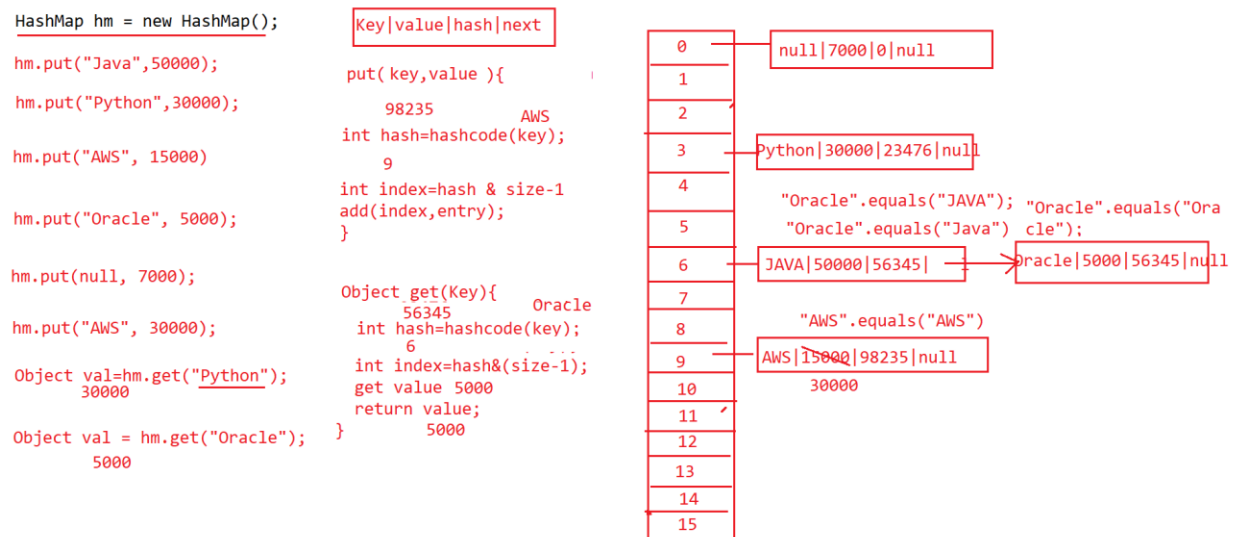 HashMap hm = new HashMap();
hm.put("Java",50000);
hm.put("Python",30000);
hm.put("AWS", 15000)
hm.put("Oracle", 5000);
hm.put(null, 7000);
hm.put("AWS", 30000);
Object val=hm.get("Python");
30000
Object val = hm.get("Oracle");
5000
Key|value|hash|next
put(key,value ){
98235
AWS
int hash=hashcode(key);
9
int index=hash & size-1
add(index,entry);
}
Object get(Key){
56345
Oracle
int hash=hashcode(key);
6
int index=hash&(size-1);
get value 5000
return value;
}
5000
0
null|7000|0|null
1
2
3
Python|30000|23476|null
4
"Oracle".equals("JAVA");
"Oracle".equals("Ora
5
"Oracle".equals("Java")
cle");
6
JAVA|50000|56345|
Oracle|5000|56345|null
7
8
"AWS".equals("AWS")
9
AWS|15000|98235|null
10
30000
11
12
13
14
15